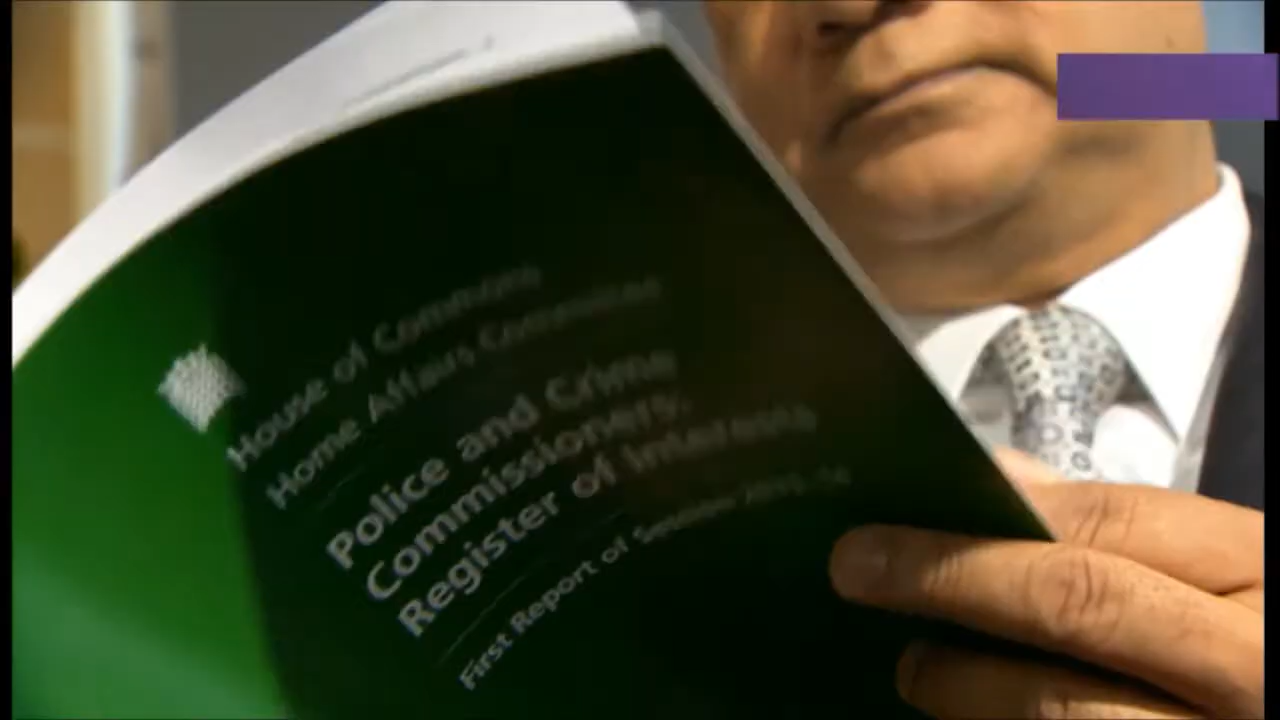 House of Commons
Home Affairs Committee
Police and Crime
Commissioners:
Register of Interests
First Report of Session